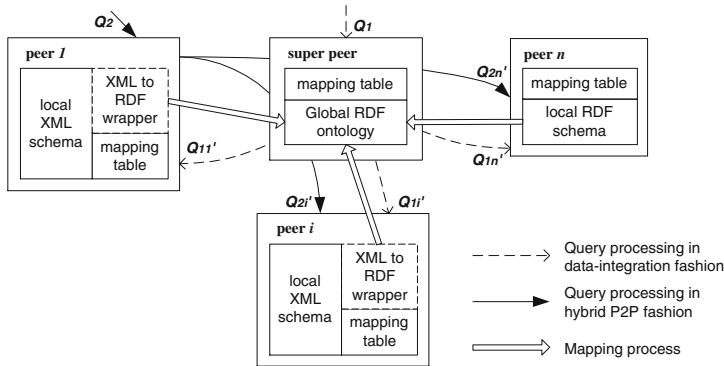 Q2
Q1
peer 1
super peer
peer n
local
XML
schema
XML to
RDF
wrapper
mapping
table
mapping table
Global RDF
ontology
Q2n'
mapping table
local RDF
schema
Q11'
Q1n'
Q2i'
Q1i'
peer i
local
XML
schema
XML to
RDF
wrapper
mapping
table
Query processing in
data-integration fashion
Query processing in
hybrid P2P fashion
Mapping process